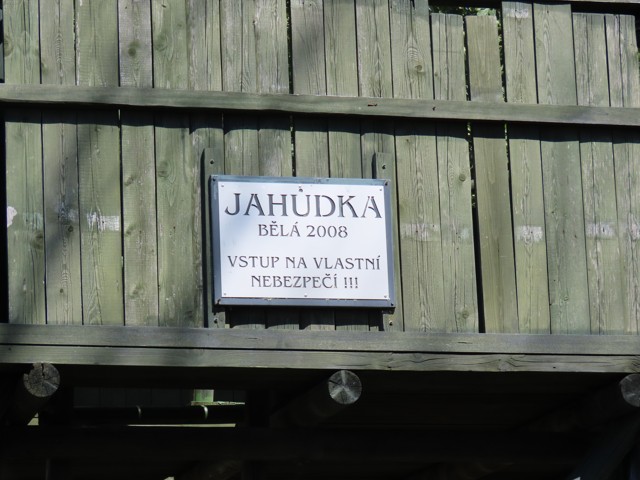 JAHŮDKA
BĚLÁ 2008
VSTUP NA VLASTNÍ
NEBEZPEČÍ !!!